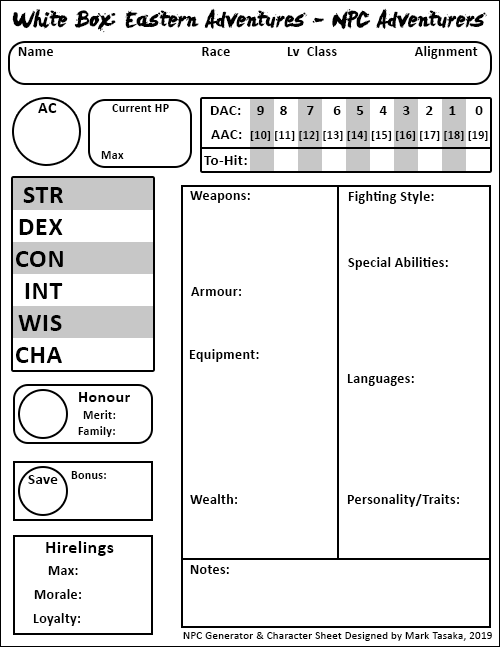 White Box: Eastern Adventures - NPC Adventurers
Name Race Lv Class Alignment
AC
Current HP
Max
DAC: 9 8 7 6 5 4 3 2 1 0
AAC: [10] [11] [12] [13] [14] [15] [16] [17] [18] [19]
To-Hit:
STR
DEX
CON
INT
WIS
CHA
Honour
Merit:
Family:
Save
Bonus:
Hirelings
Max:
Morale:
Loyalty:
Weapons:
Armour:
Equipment:
Wealth:
Fighting Style:
Special Abilities:
Languages:
Personality/Traits:
Notes:
NPC Generator & Character Sheet Designed by Mark Tasaka, 2019